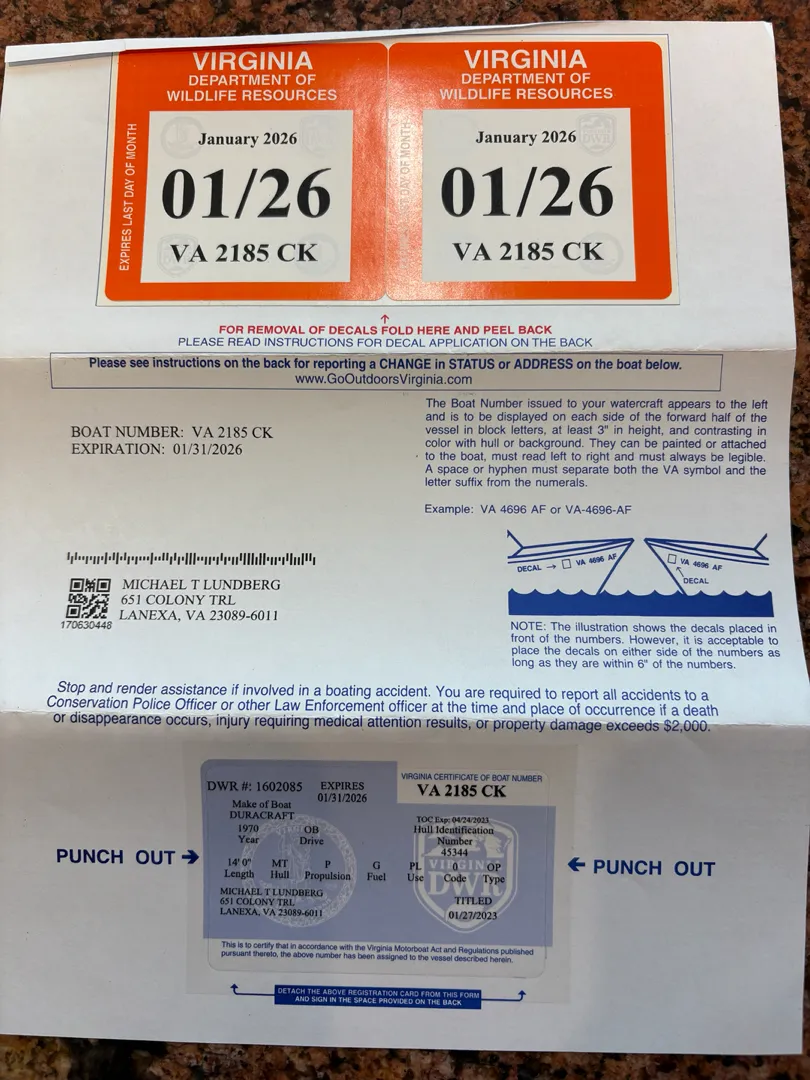 VIRGINIA
DEPARTMENT OF
WILDLIFE RESOURCES
EXPIRES LAST DAY OF MONTH
January 2026
01/26
VA 2185 CK
VIRGINIA
DEPARTMENT OF
WILDLIFE RESOURCES
LAST DAY OF MONTH
January 2026
01/26
VA 2185 CK
FOR REMOVAL OF DECALS FOLD HERE AND PEEL BACK
PLEASE READ INSTRUCTIONS FOR DECAL APPLICATION ON THE BACK
Please see instructions on the back for reporting a CHANGE in STATUS or ADDRESS on the boat below.
www.GoOutdoorsVirginia.com
BOAT NUMBER: VA 2185 CK
EXPIRATION: 01/31/2026
The Boat Number issued to your watercraft appears to the left
and is to be displayed on each side of the forward half of the
vessel in block letters, at least 3" in height, and contrasting in
color with hull or background. They can be painted or attached
to the boat, must read left to right and must always be legible.
A space or hyphen must separate both the VA symbol and the
letter suffix from the numerals.
Example: VA 4696 AF or VA-4696-AF
DECAL → VA 4696 AF
VA 4696 AF
DECAL
MICHAEL T LUNDBERG
651 COLONY TRL
LANEXA, VA 23089-6011
170630448
NOTE: The illustration shows the decals placed in
front of the numbers. However, it is acceptable to
place the decals on either side of the numbers as
long as they are within 6" of the numbers.
Stop and render assistance if involved in a boating accident. You are required to report all accidents to a
Conservation Police Officer or other Law Enforcement officer at the time and place of occurrence if a death
or disappearance occurs, injury requiring medical attention results, or property damage exceeds $2,000.
PUNCH OUT →
DWR #: 1602085
EXPIRES
01/31/2026
VIRGINIA CERTIFICATE OF BOAT NUMBER
VA 2185 CK
Make of Boat
DURACRAFT
1970 OB
Year Drive
TOC Exp: 04/24/2023
Hull Identification
Number
45344
14' 0" MT P G PL 0 OP
Length Hull Propulsion Fuel Use Code Type
MICHAEL T LUNDBERG
651 COLONY TRL
LANEXA, VA 23089-6011
TITLED
01/27/2023
VIRGINIA
DWR
This is to certify that in accordance with the Virginia Motorboat Act and Regulations published
pursuant thereto, the above number has been assigned to the vessel described herein.
← PUNCH OUT
DETACH THE ABOVE REGISTRATION CARD FROM THIS FORM
AND SIGN IN THE SPACE PROVIDED ON THE BACK